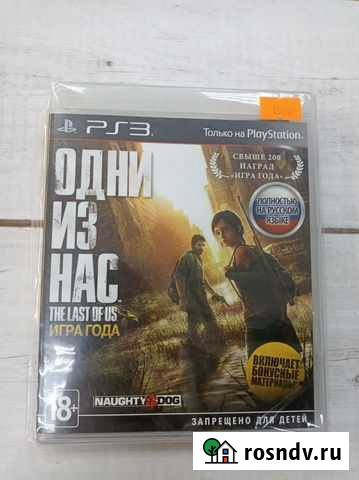 PS3
Только на PlayStation
СВЫШЕ 200
НАГРАД
«ИГРА ГОДА»
ПОЛНОСТЬЮ
НА РУССКОМ
ЯЗЫКЕ
ОДНИ
ИЗ
НАС
THE LAST OF US
ИГРА ГОДА
ВКЛЮЧАЕТ
БОНУСНЫЕ
МАТЕРИАЛЫ
18+
NAUGHTY DOG
ЗАПРЕЩЕНО ДЛЯ ДЕТЕЙ
rosndv.ru